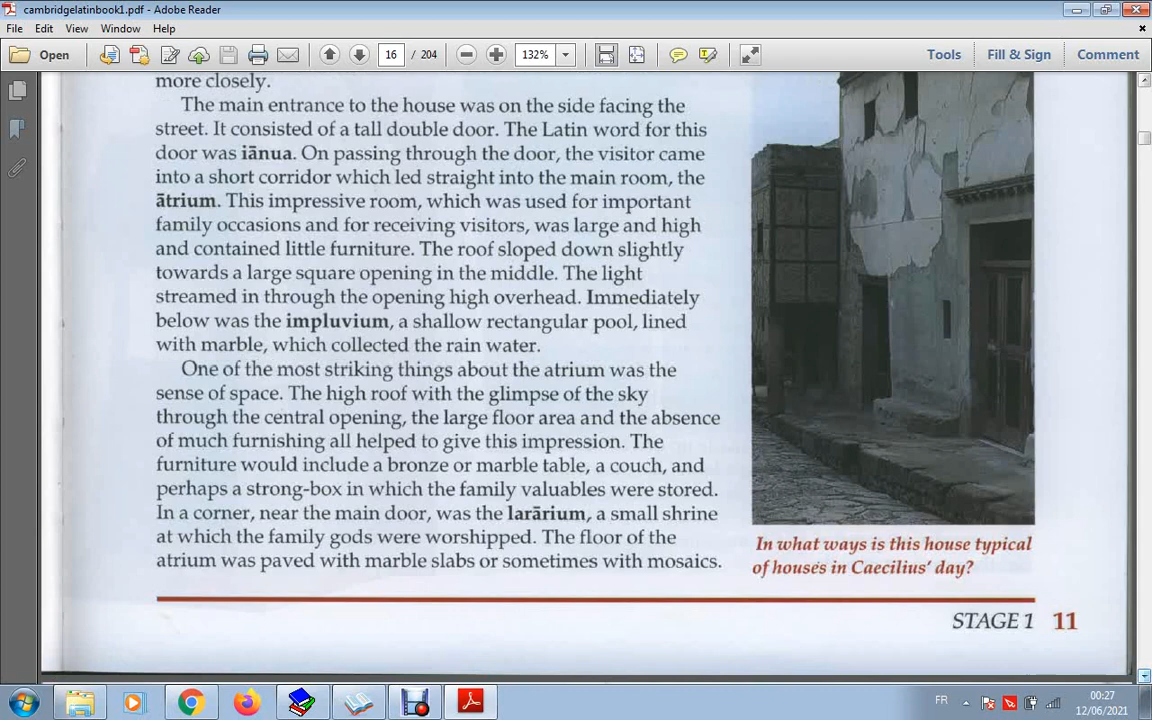 cambridgelatinbook1.pdf - Adobe Reader
File Edit View Window Help
Open 16 / 204 132% Tools Fill & Sign Comment
more closely.
The main entrance to the house was on the side facing the
street. It consisted of a tall double door. The Latin word for this
door was iānua. On passing through the door, the visitor came
into a short corridor which led straight into the main room, the
ātrium. This impressive room, which was used for important
family occasions and for receiving visitors, was large and high
and contained little furniture. The roof sloped down slightly
towards a large square opening in the middle. The light
streamed in through the opening high overhead. Immediately
below was the impluvium, a shallow rectangular pool, lined
with marble, which collected the rain water.
One of the most striking things about the atrium was the
sense of space. The high roof with the glimpse of the sky
through the central opening, the large floor area and the absence
of much furnishing all helped to give this impression. The
furniture would include a bronze or marble table, a couch, and
perhaps a strong-box in which the family valuables were stored.
In a corner, near the main door, was the larārium, a small shrine
at which the family gods were worshipped. The floor of the
atrium was paved with marble slabs or sometimes with mosaics.
In what ways is this house typical
of houses in Caecilius' day?
STAGE 1 11
FR
00:27
12/06/2021